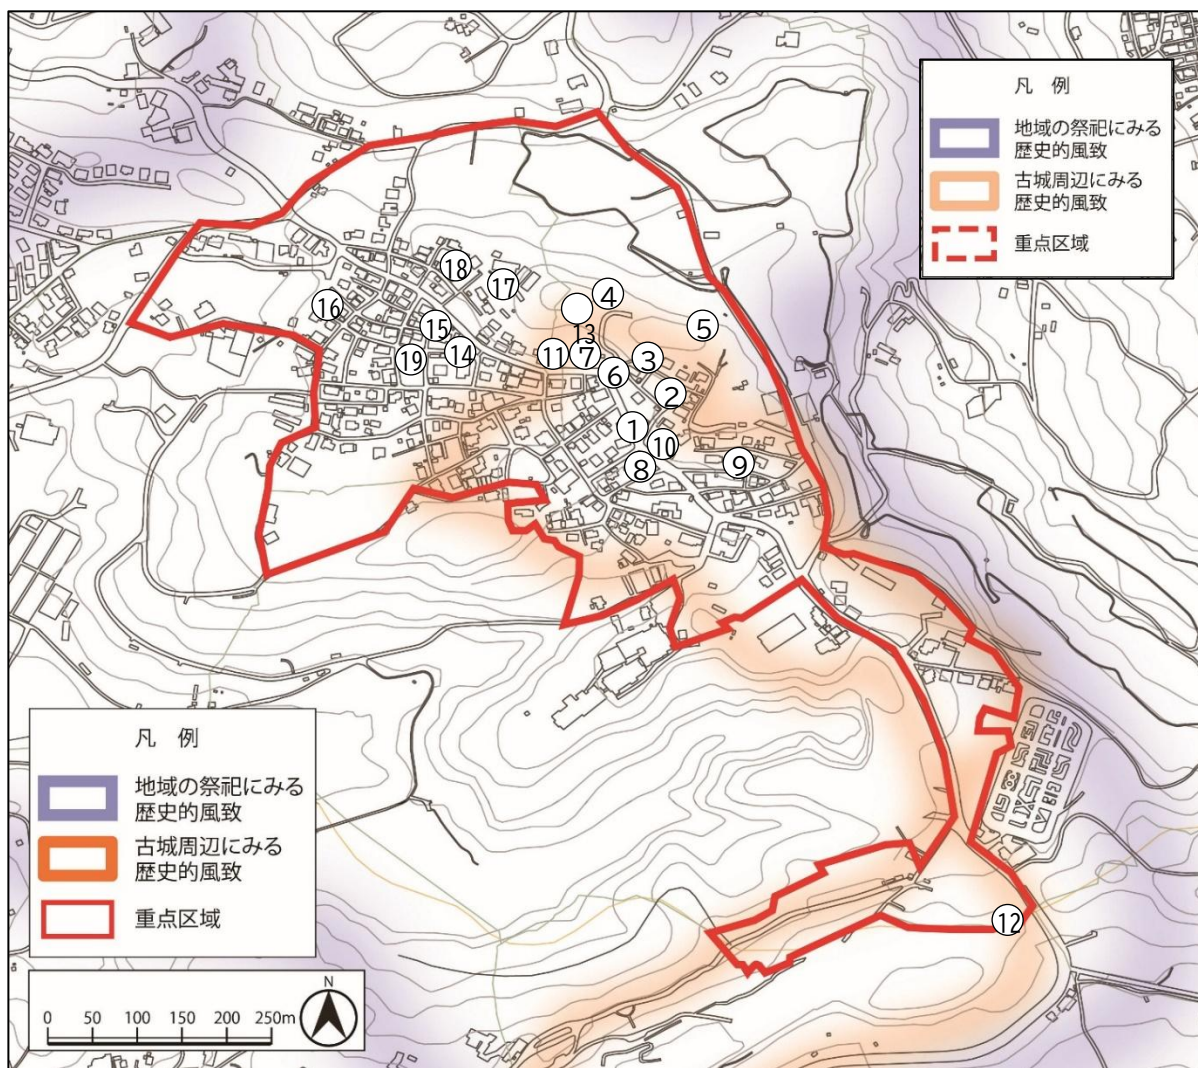 凡 例
地域の祭祀にみる
歴史的風致
古城周辺にみる
歴史的風致
重点区域
⑱
⑰
④
⑯
⑮
13
⑤
⑲
⑭
⑪
⑦
③
⑥
②
①
⑩
⑧
⑨
⑫
凡 例
地域の祭祀にみる
歴史的風致
古城周辺にみる
歴史的風致
重点区域
N
0 50 100 150 200 250m